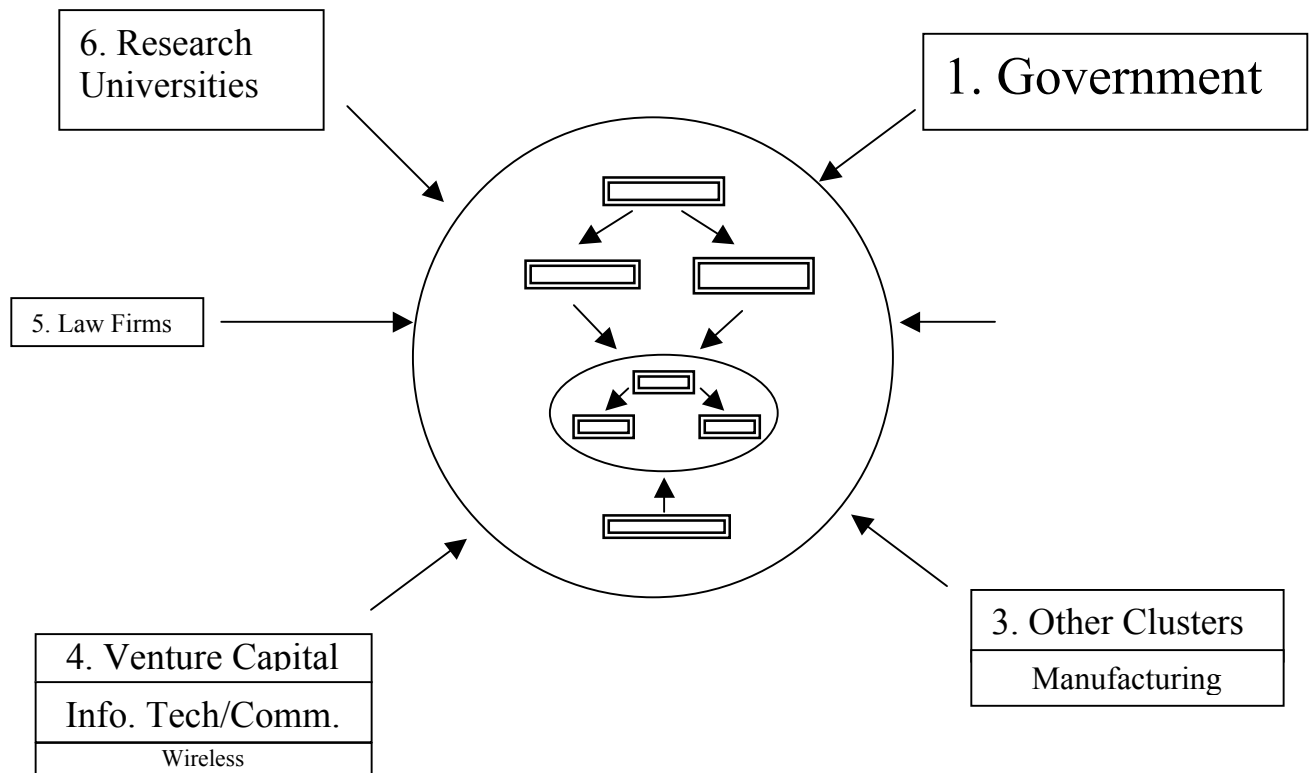 6. Research
Universities
1. Government
5. Law Firms
3. Other Clusters
Manufacturing
4. Venture Capital
Info. Tech/Comm.
Wireless